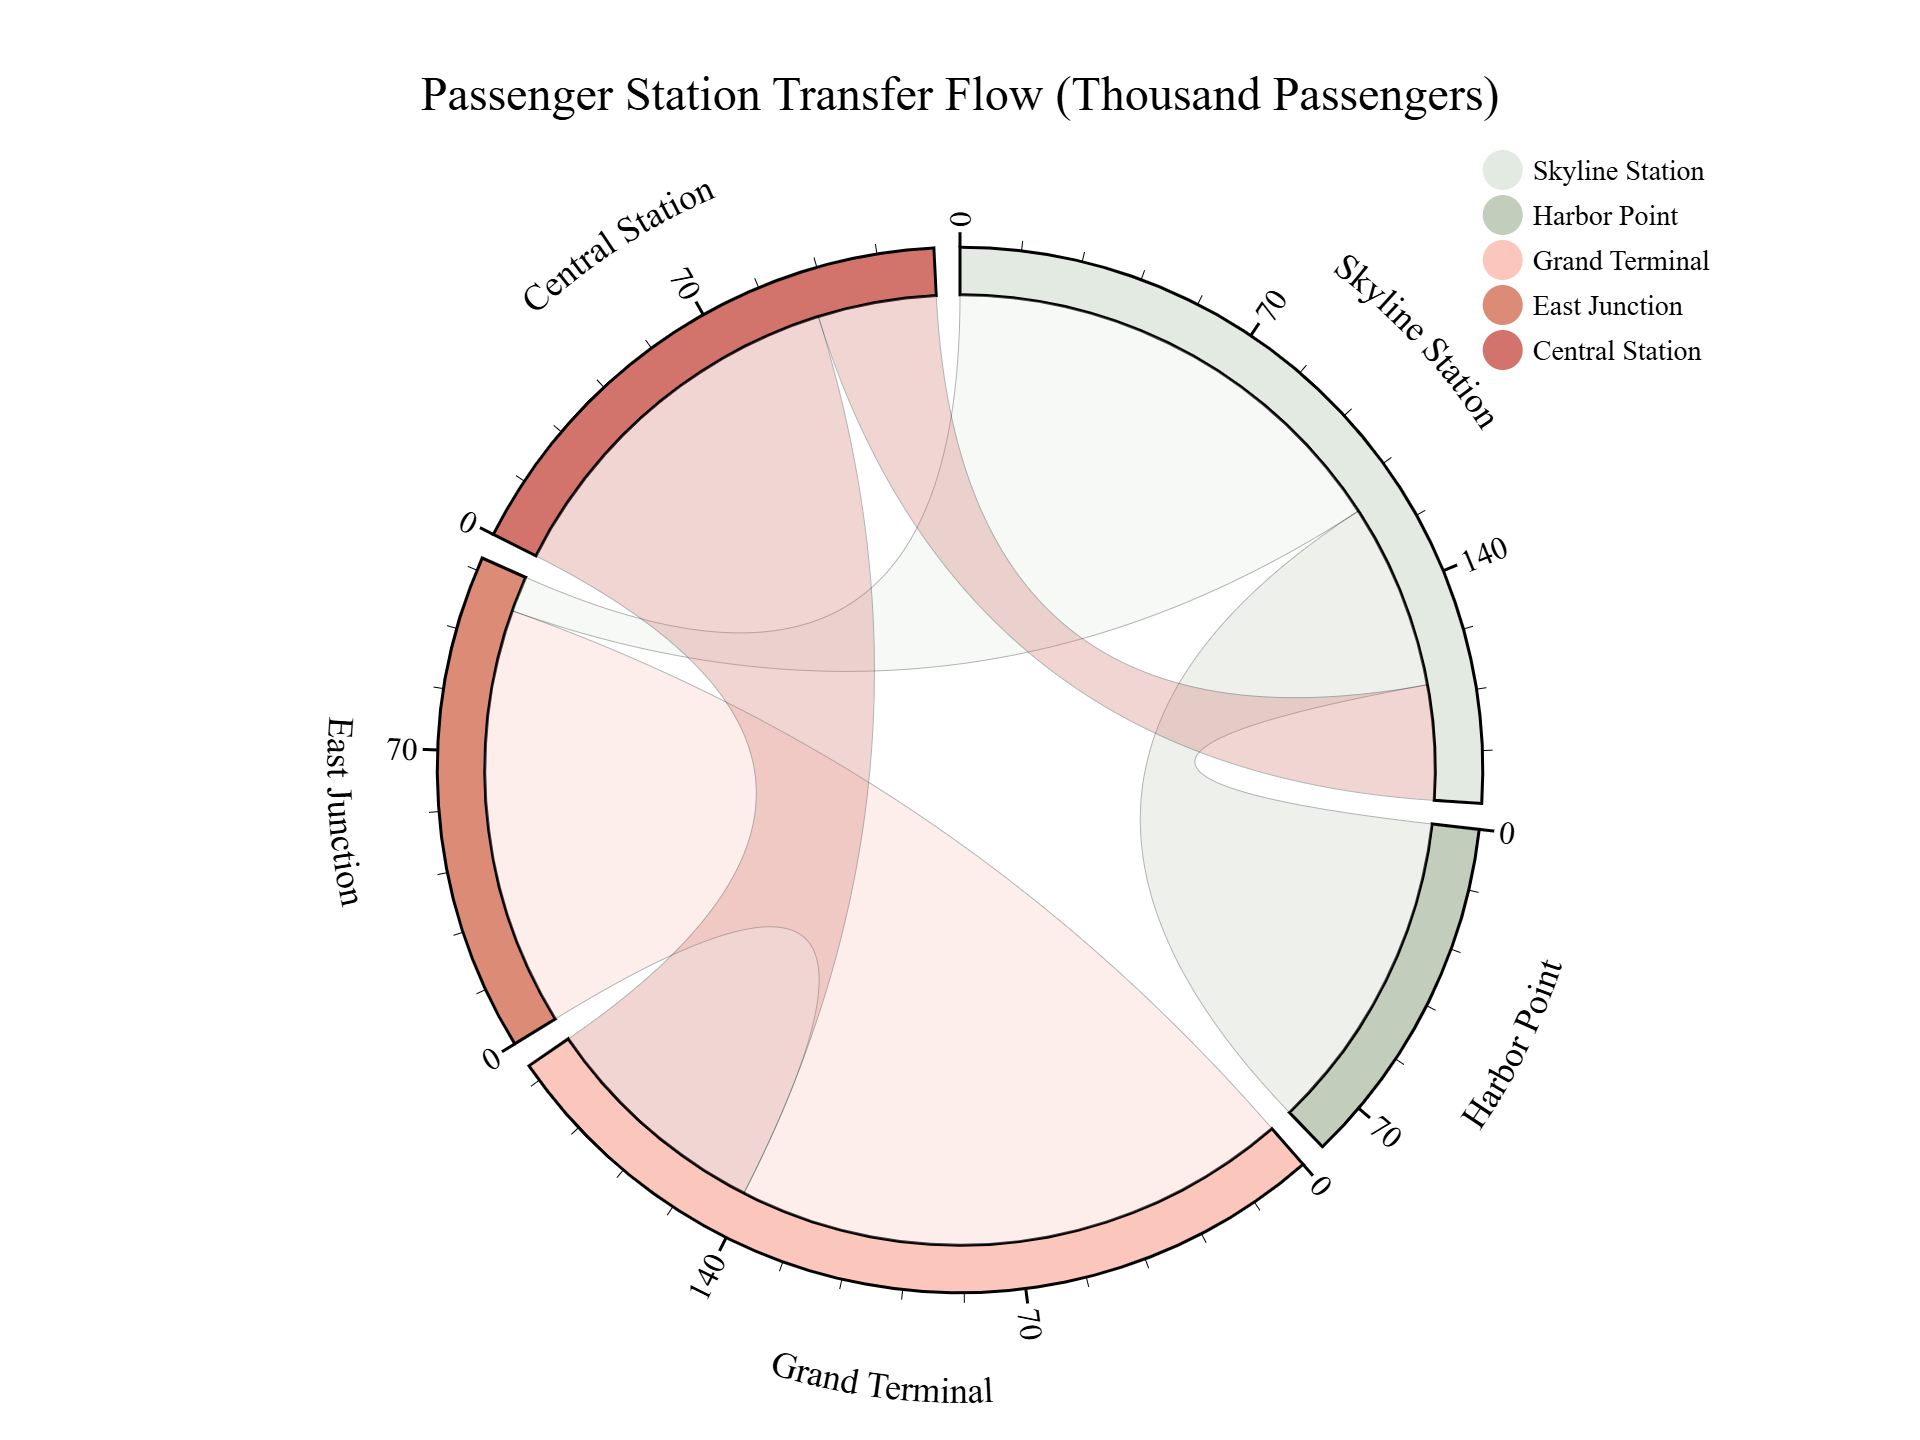 Passenger Station Transfer Flow (Thousand Passengers)
Skyline Station
Harbor Point
Grand Terminal
East Junction
Central Station
0
70
140
Skyline Station
0
70
Harbor Point
0
70
140
Grand Terminal
0
70
East Junction
0
70
Central Station